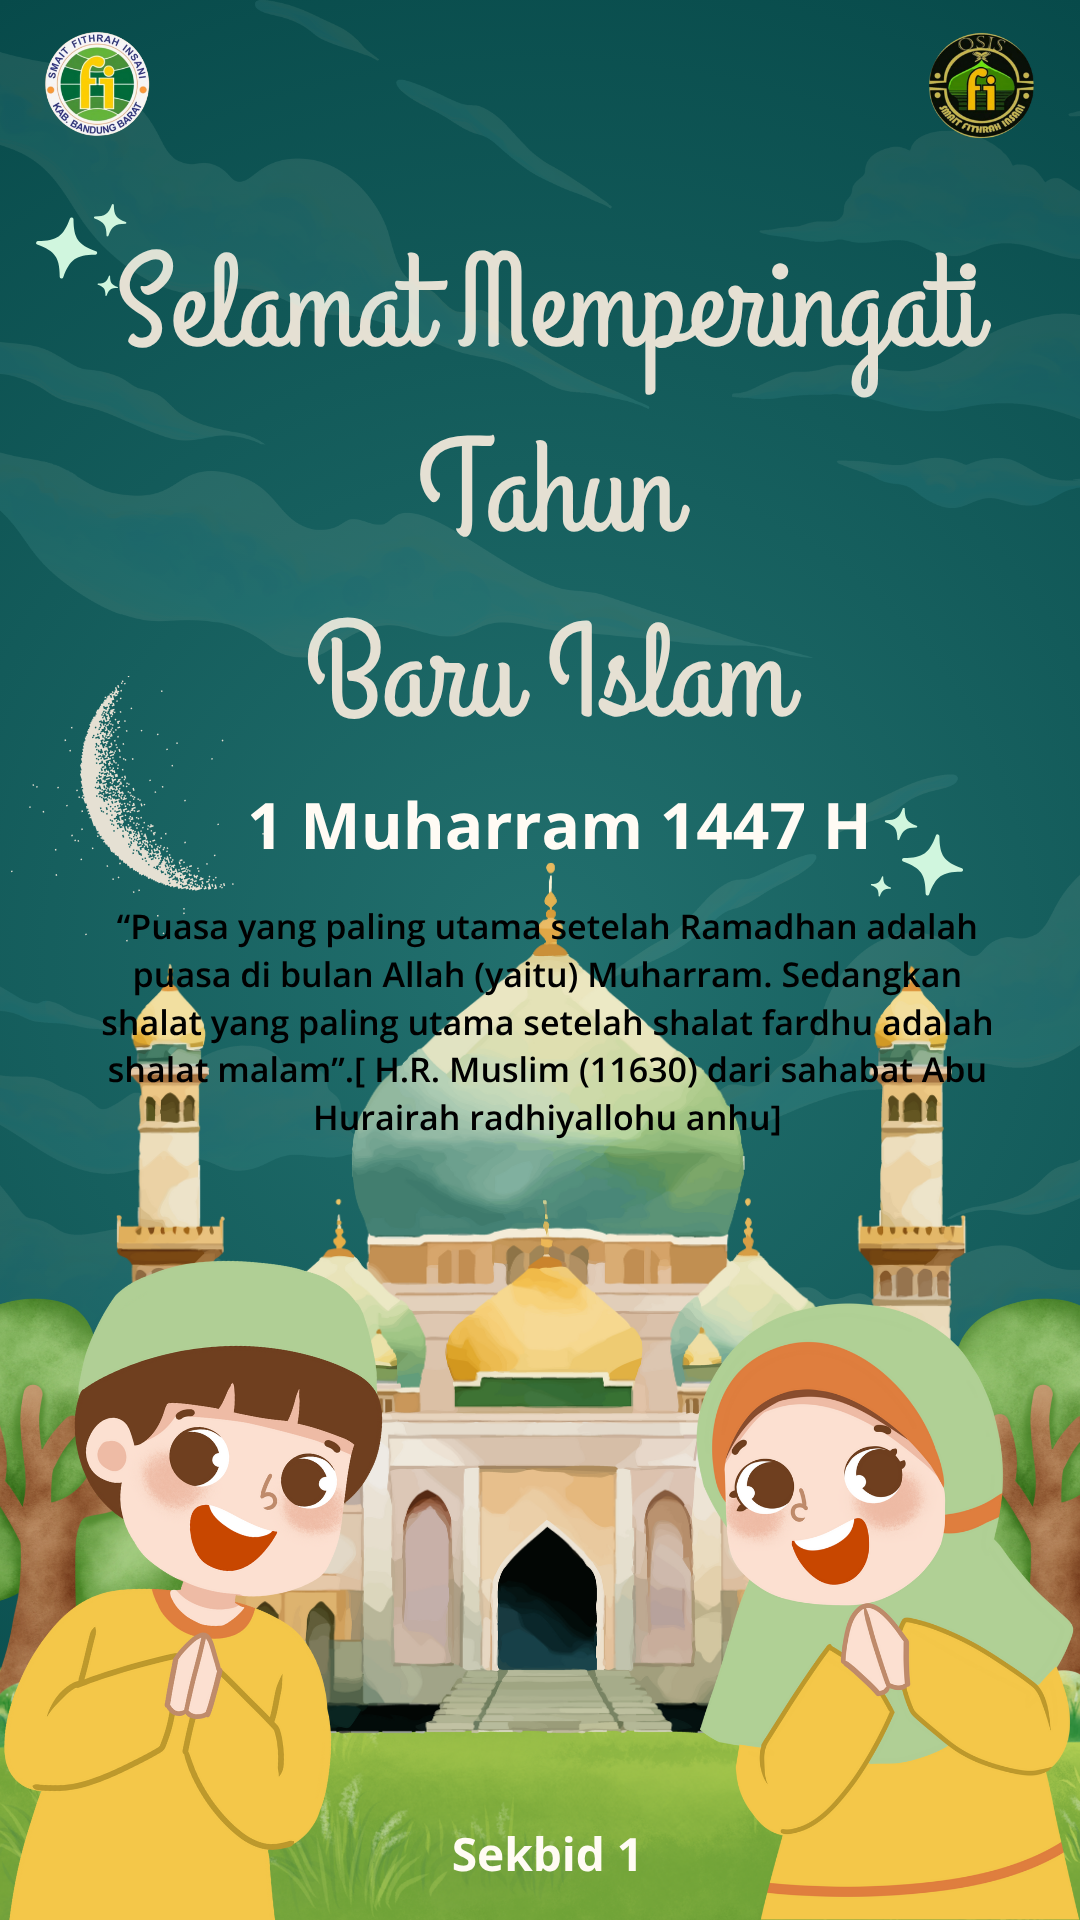 SMAIT FITHRAH INSANI
fi
KAB. BANDUNG BARAT
OSIS
fi
SMAIT FITHRAH INSANI
Selamat Memperingati
Tahun
Baru Islam
1 Muharram 1447 H
“Puasa yang paling utama setelah Ramadhan adalah
puasa di bulan Allah (yaitu) Muharram. Sedangkan
shalat yang paling utama setelah shalat fardhu adalah
shalat malam”.[ H.R. Muslim (11630) dari sahabat Abu
Hurairah radhiyallohu anhu]
Sekbid 1